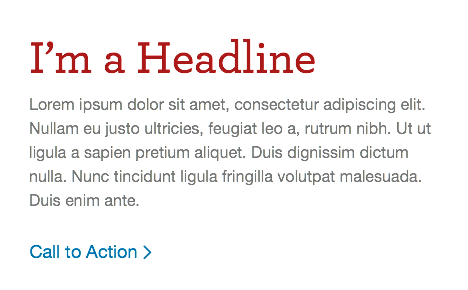 I’m a Headline
Lorem ipsum dolor sit amet, consectetur adipiscing elit.
Nullam eu justo ultricies, feugiat leo a, rutrum nibh. Ut ut
ligula a sapien pretium aliquet. Duis dignissim dictum
nulla. Nunc tincidunt ligula fringilla volutpat malesuada.
Duis enim ante.
Call to Action >